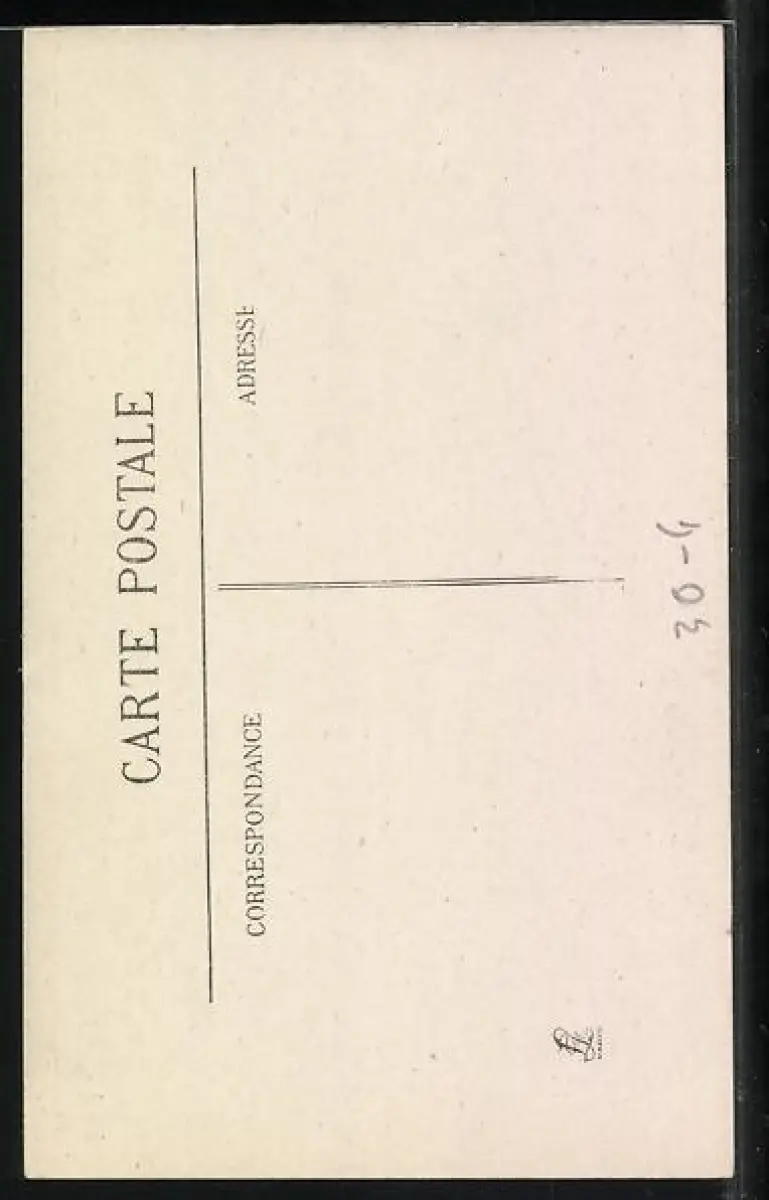 CARTE POSTALE
CORRESPONDANCE
ADRESSE
30-4